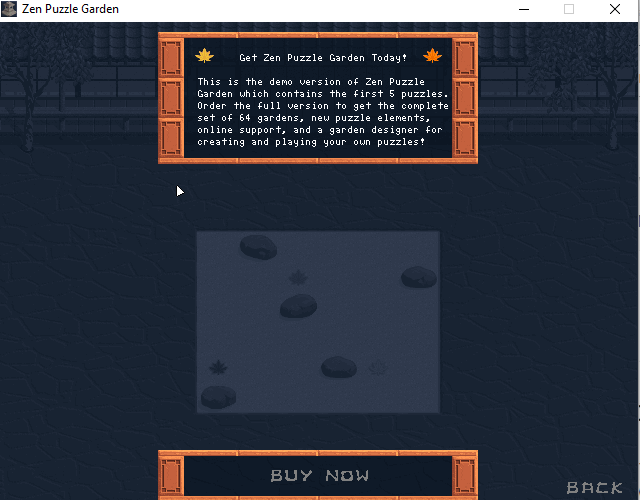 Zen Puzzle Garden
Get Zen Puzzle Garden Today!
This is the demo version of Zen Puzzle
Garden which contains the first 5 puzzles.
Order the full version to get the complete
set of 64 gardens, new puzzle elements,
online support, and a garden designer for
creating and playing your own puzzles!
BUY NOW
BACK